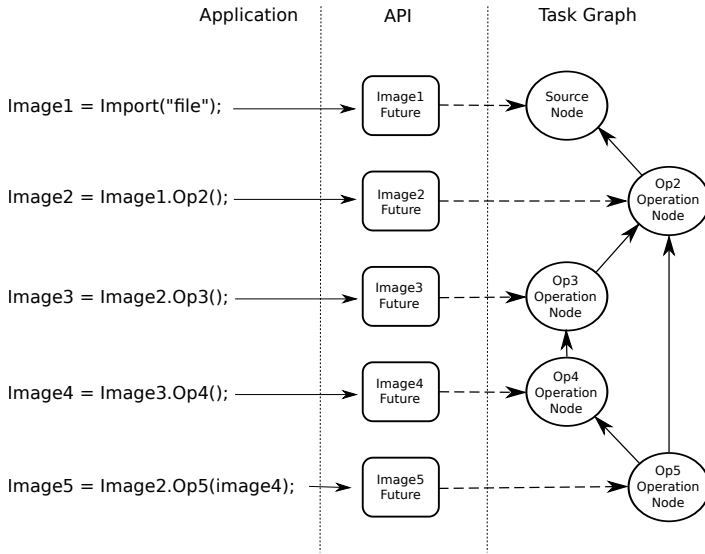 Application API Task Graph
Image1 = Import("file");
Image1
Future
Source
Node
Image2 = Image1.Op2();
Image2
Future
Op2
Operation
Node
Image3 = Image2.Op3();
Image3
Future
Op3
Operation
Node
Image4 = Image3.Op4();
Image4
Future
Op4
Operation
Node
Image5 = Image2.Op5(image4);
Image5
Future
Op5
Operation
Node